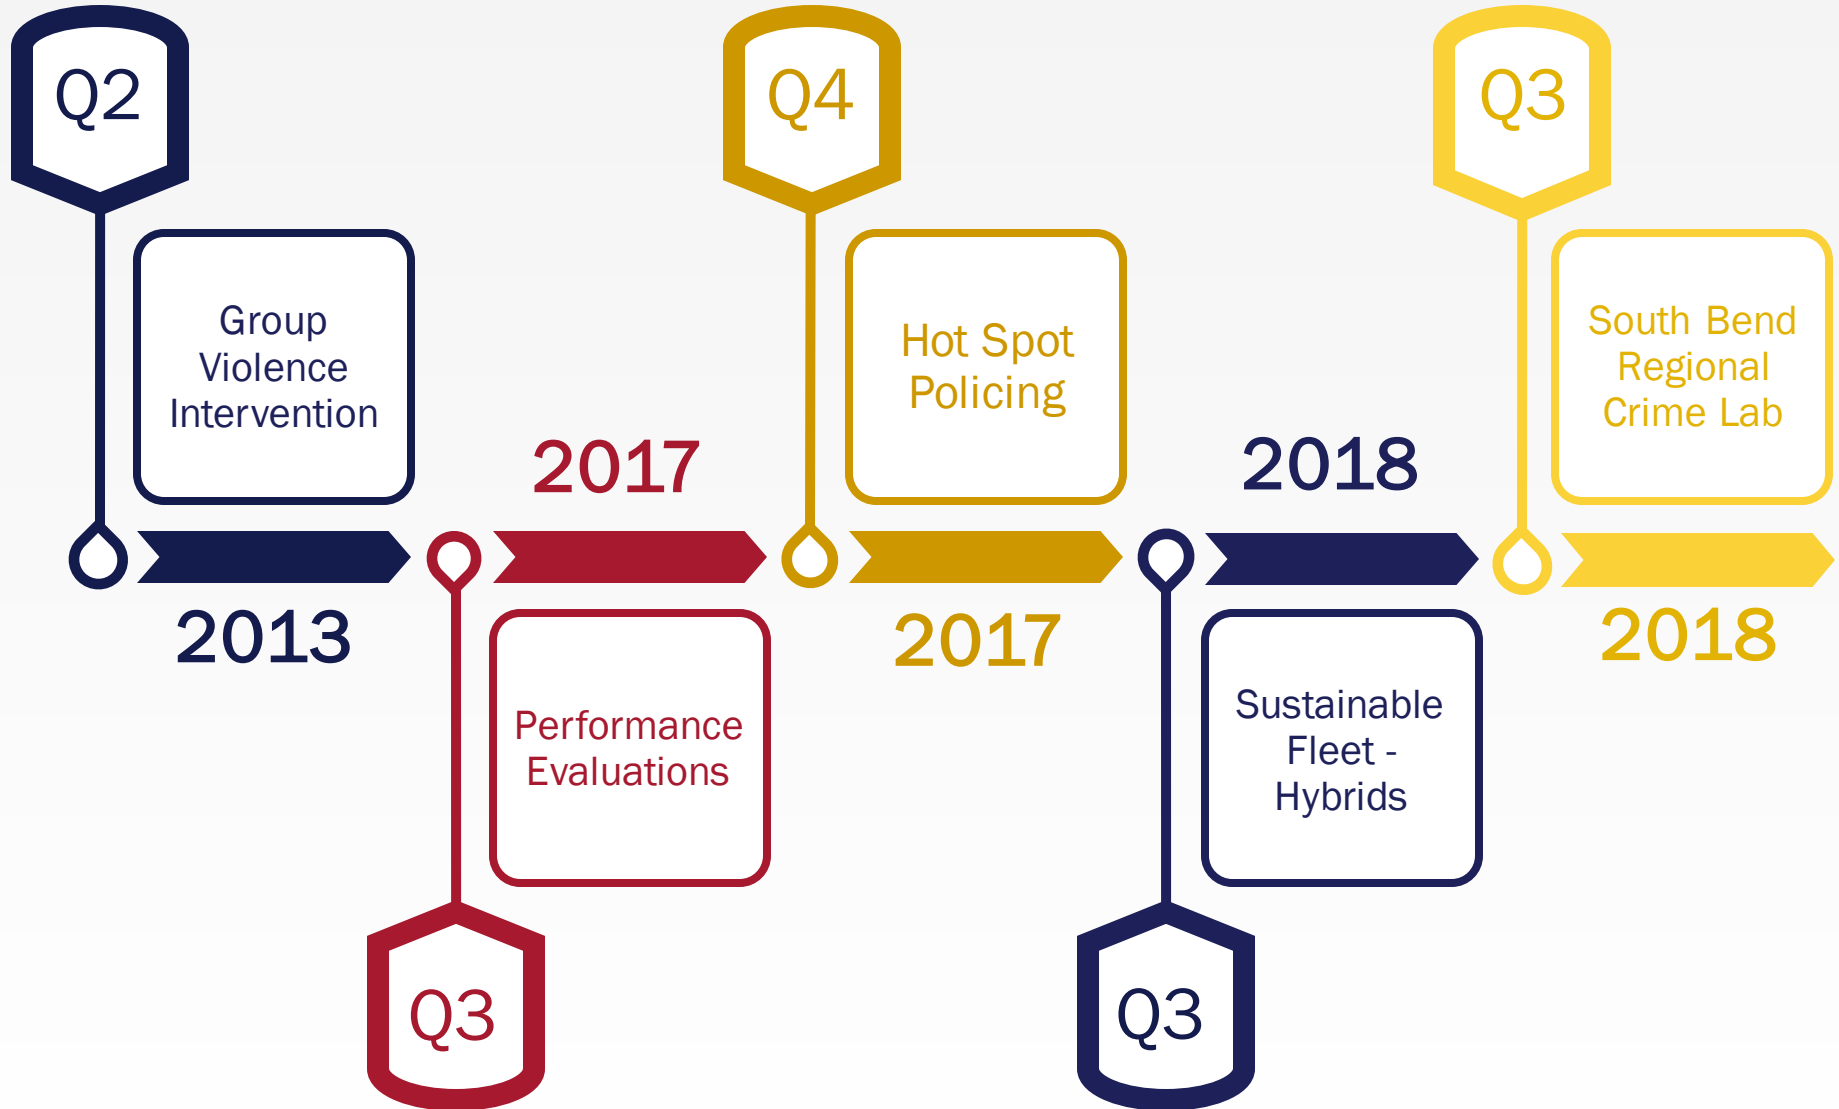 Q2
Group
Violence
Intervention
2013
2017
Performance
Evaluations
Q3
Q4
Hot Spot
Policing
2017
2018
Sustainable
Fleet -
Hybrids
Q3
Q3
South Bend
Regional
Crime Lab
2018